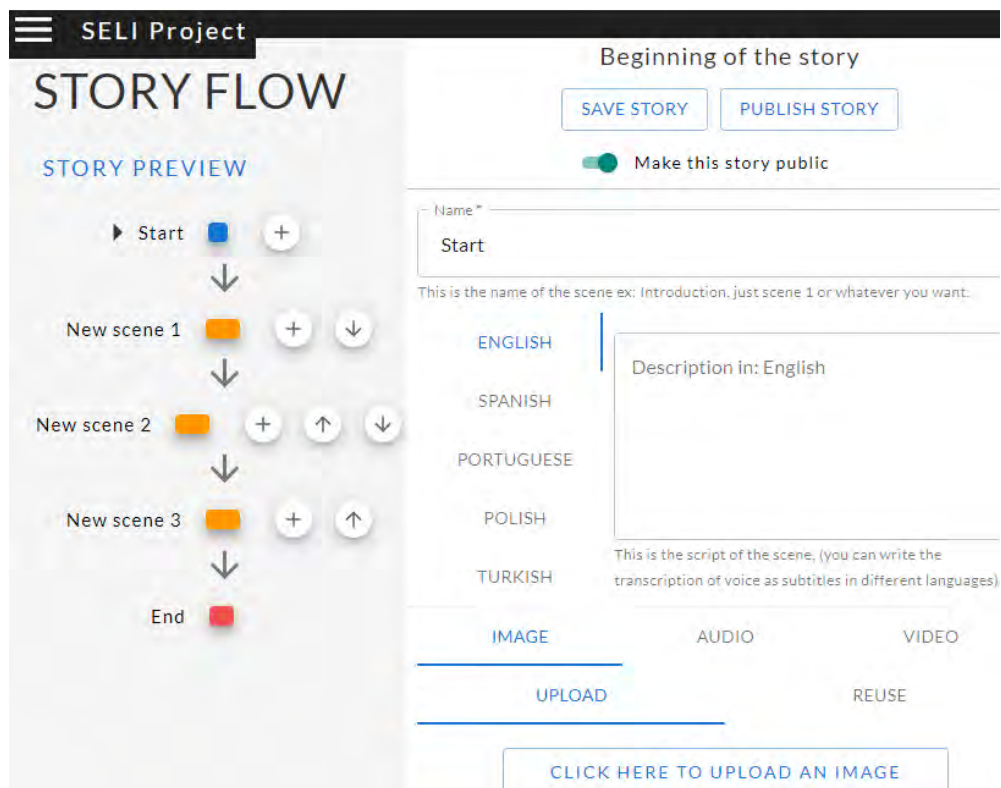 SELI Project
STORY FLOW
STORY PREVIEW
Start
New scene 1
New scene 2
New scene 3
End
Beginning of the story
SAVE STORY
PUBLISH STORY
Make this story public
Name*
Start
This is the name of the scene ex: Introduction, just scene 1 or whatever you want.
ENGLISH
SPANISH
PORTUGUESE
POLISH
TURKISH
Description in: English
This is the script of the scene, (you can write the
transcription of voice as subtitles in different languages)
IMAGE
AUDIO
VIDEO
UPLOAD
REUSE
CLICK HERE TO UPLOAD AN IMAGE